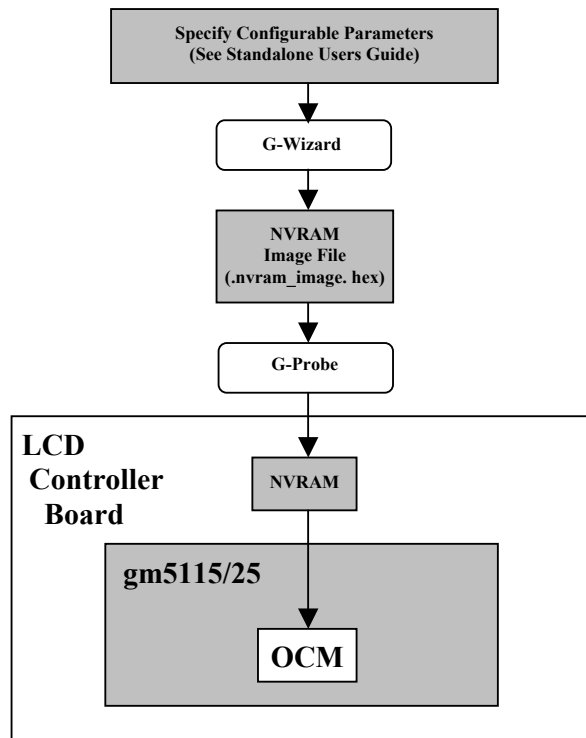 Specify Configurable Parameters
(See Standalone Users Guide)
G-Wizard
NVRAM
Image File
(.nvram_image. hex)
G-Probe
LCD
Controller
Board
NVRAM
gm5115/25
OCM